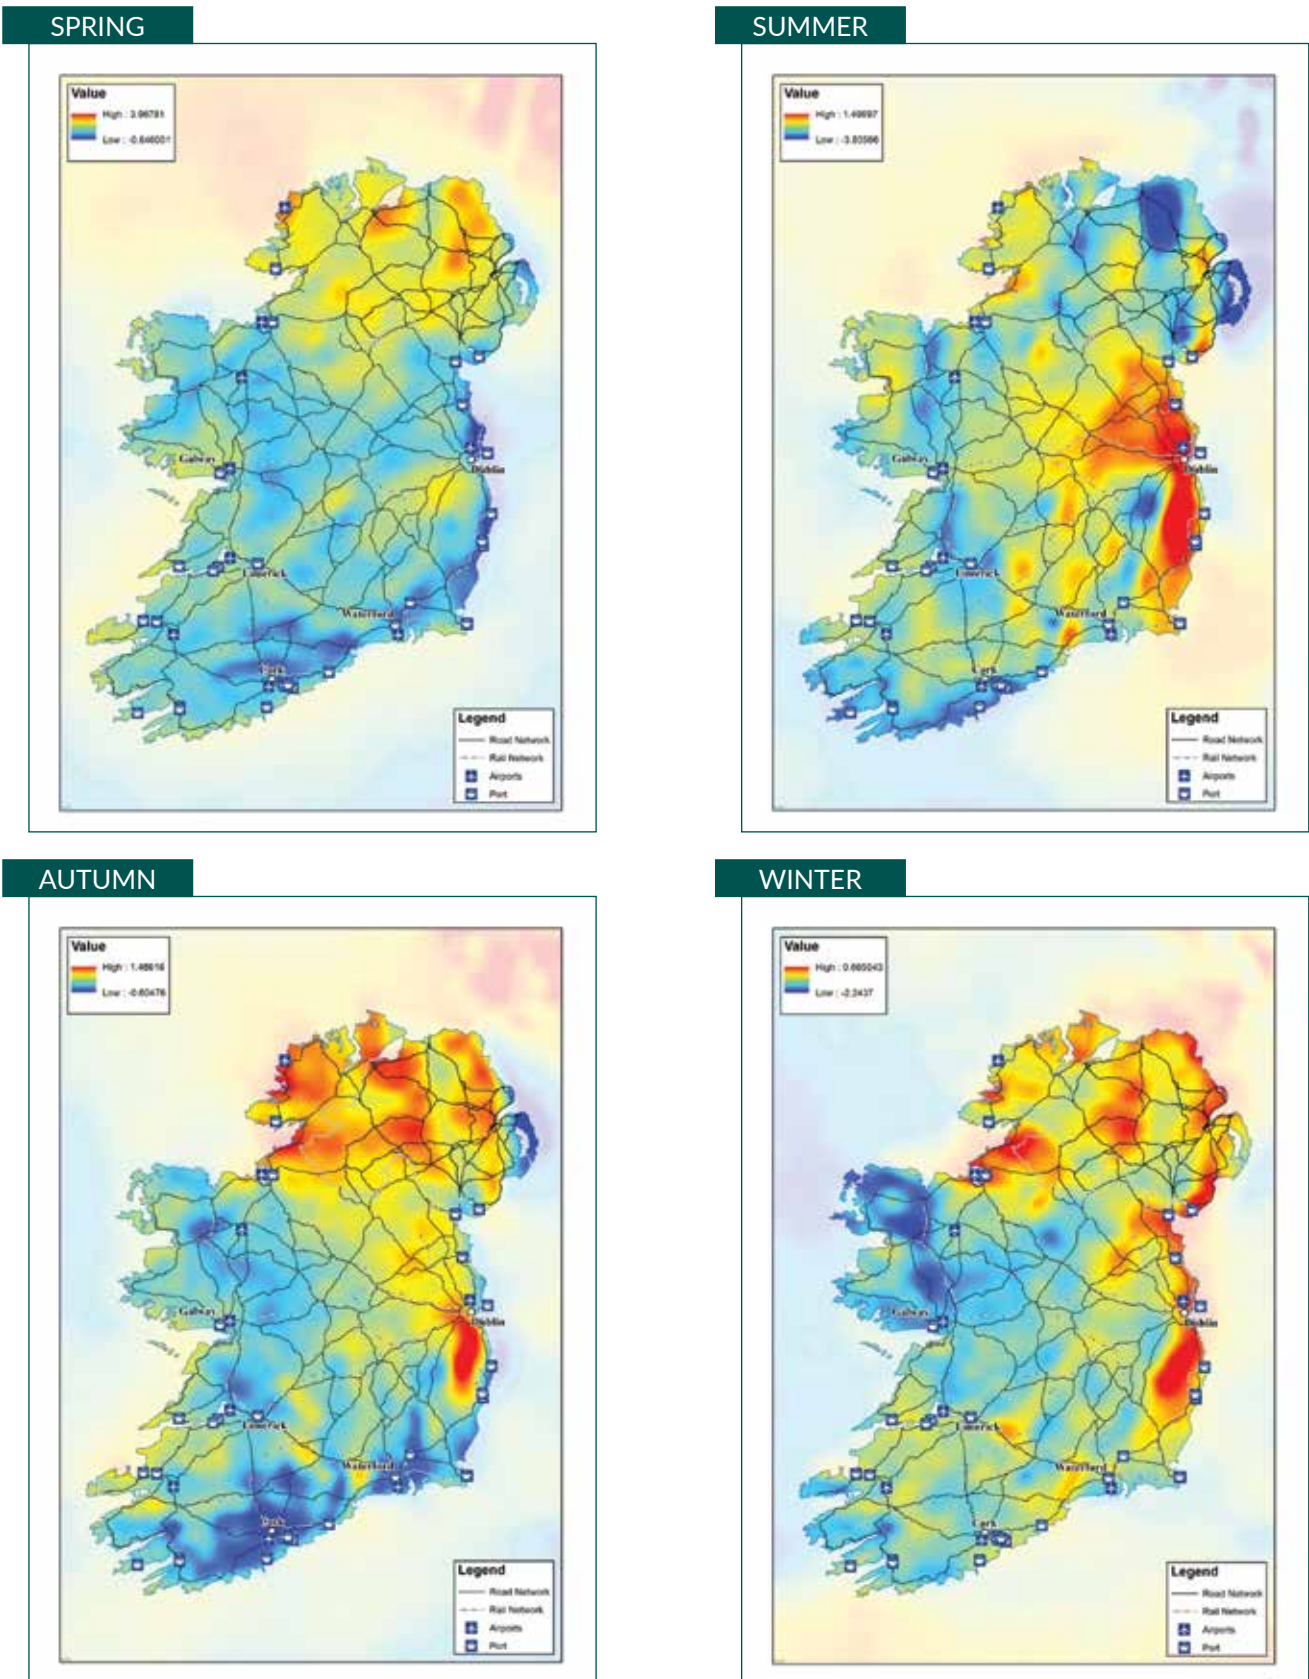 SPRING
Value
High : 3.96781
Low : -0.646001
Galway
Dublin
Limerick
Waterford
Cork
Legend
Road Network
Rail Network
Airports
Port
SUMMER
Value
High : 1.49697
Low : -3.93566
Galway
Dublin
Limerick
Waterford
Cork
Legend
Road Network
Rail Network
Airports
Port
AUTUMN
Value
High : 1.46616
Low : -0.60476
Galway
Dublin
Limerick
Waterford
Cork
Legend
Road Network
Rail Network
Airports
Port
WINTER
Value
High : 0.665043
Low : -2.2437
Galway
Dublin
Limerick
Waterford
Cork
Legend
Road Network
Rail Network
Airports
Port